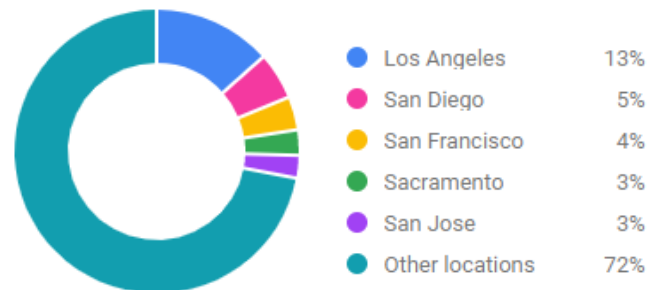 Los Angeles 13%
San Diego 5%
San Francisco 4%
Sacramento 3%
San Jose 3%
Other locations 72%